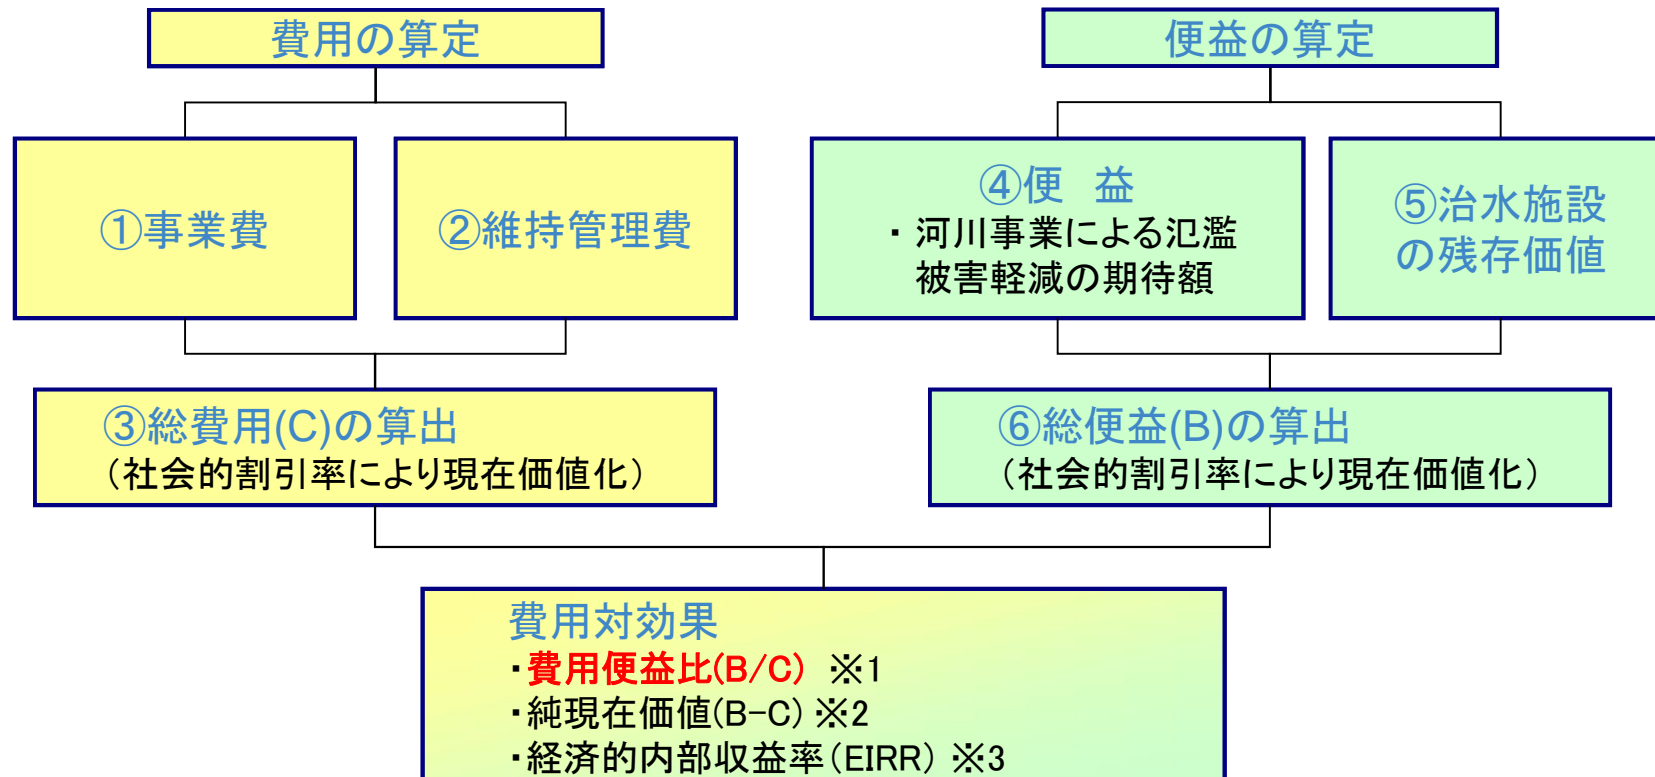 費用の算定
便益の算定
①事業費
②維持管理費
④便　益
・河川事業による氾濫
被害軽減の期待額
⑤治水施設
の残存価値
③総費用(C)の算出
（社会的割引率により現在価値化）
⑥総便益(B)の算出
（社会的割引率により現在価値化）
費用対効果
・費用便益比(B/C) ※1
・純現在価値(B-C) ※2
・経済的内部収益率(EIRR) ※3